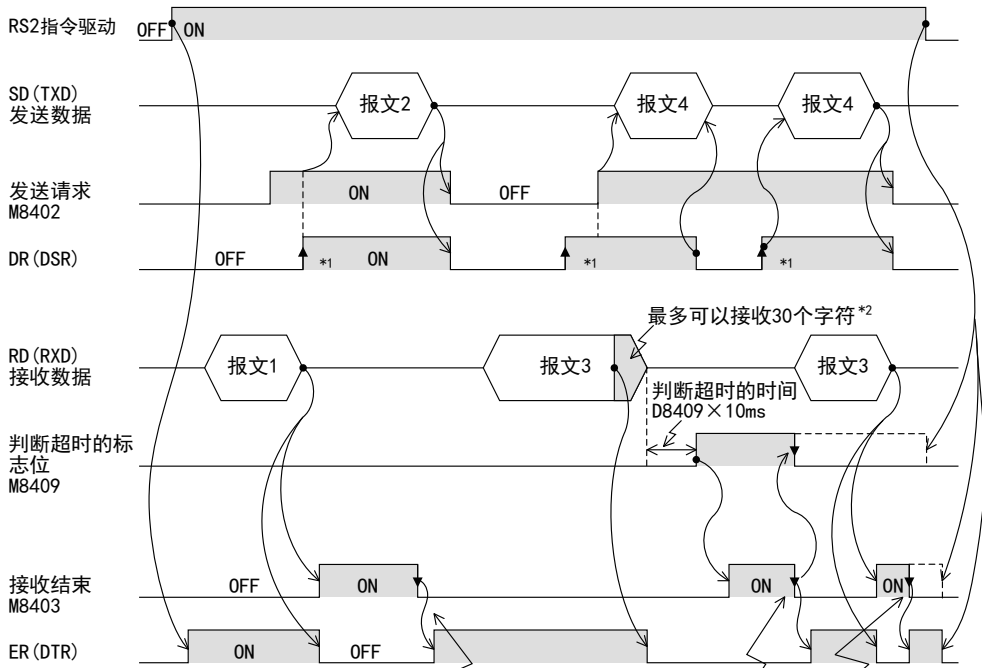 RS2指令驱动 OFF ON
SD(TXD)
发送数据
报文2 报文4 报文4
发送请求
M8402
ON OFF
DR(DSR) OFF *1 ON *1 *1
最多可以接收30个字符*2
RD(RXD)
接收数据
报文1 报文3 报文3
判断超时的时间
D8409×10ms
判断超时的标
志位
M8409
接收结束
M8403
OFF ON ON ON
ER(DTR) ON OFF